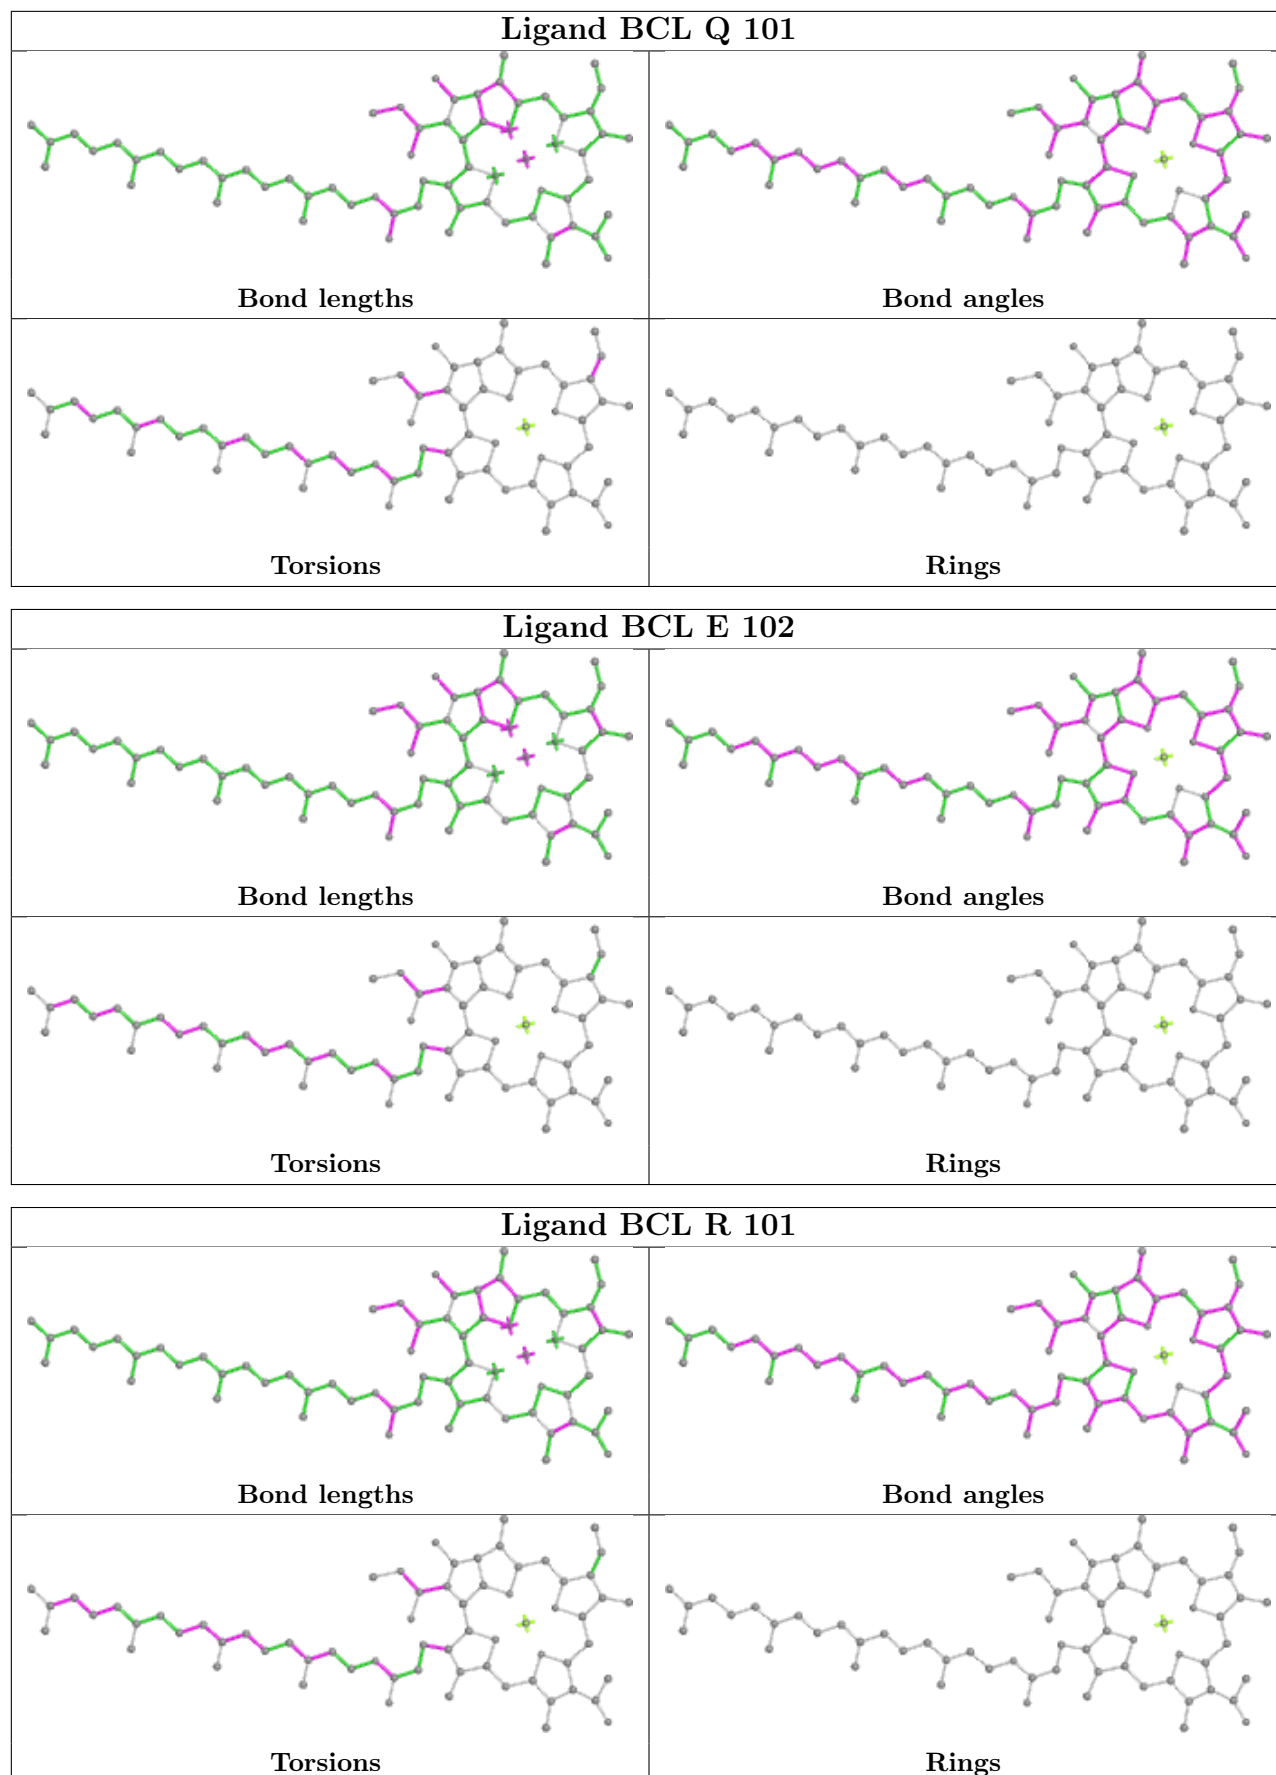 Ligand BCL Q 101
Bond lengths
Bond angles
Torsions
Rings
Ligand BCL E 102
Bond lengths
Bond angles
Torsions
Rings
Ligand BCL R 101
Bond lengths
Bond angles
Torsions
Rings